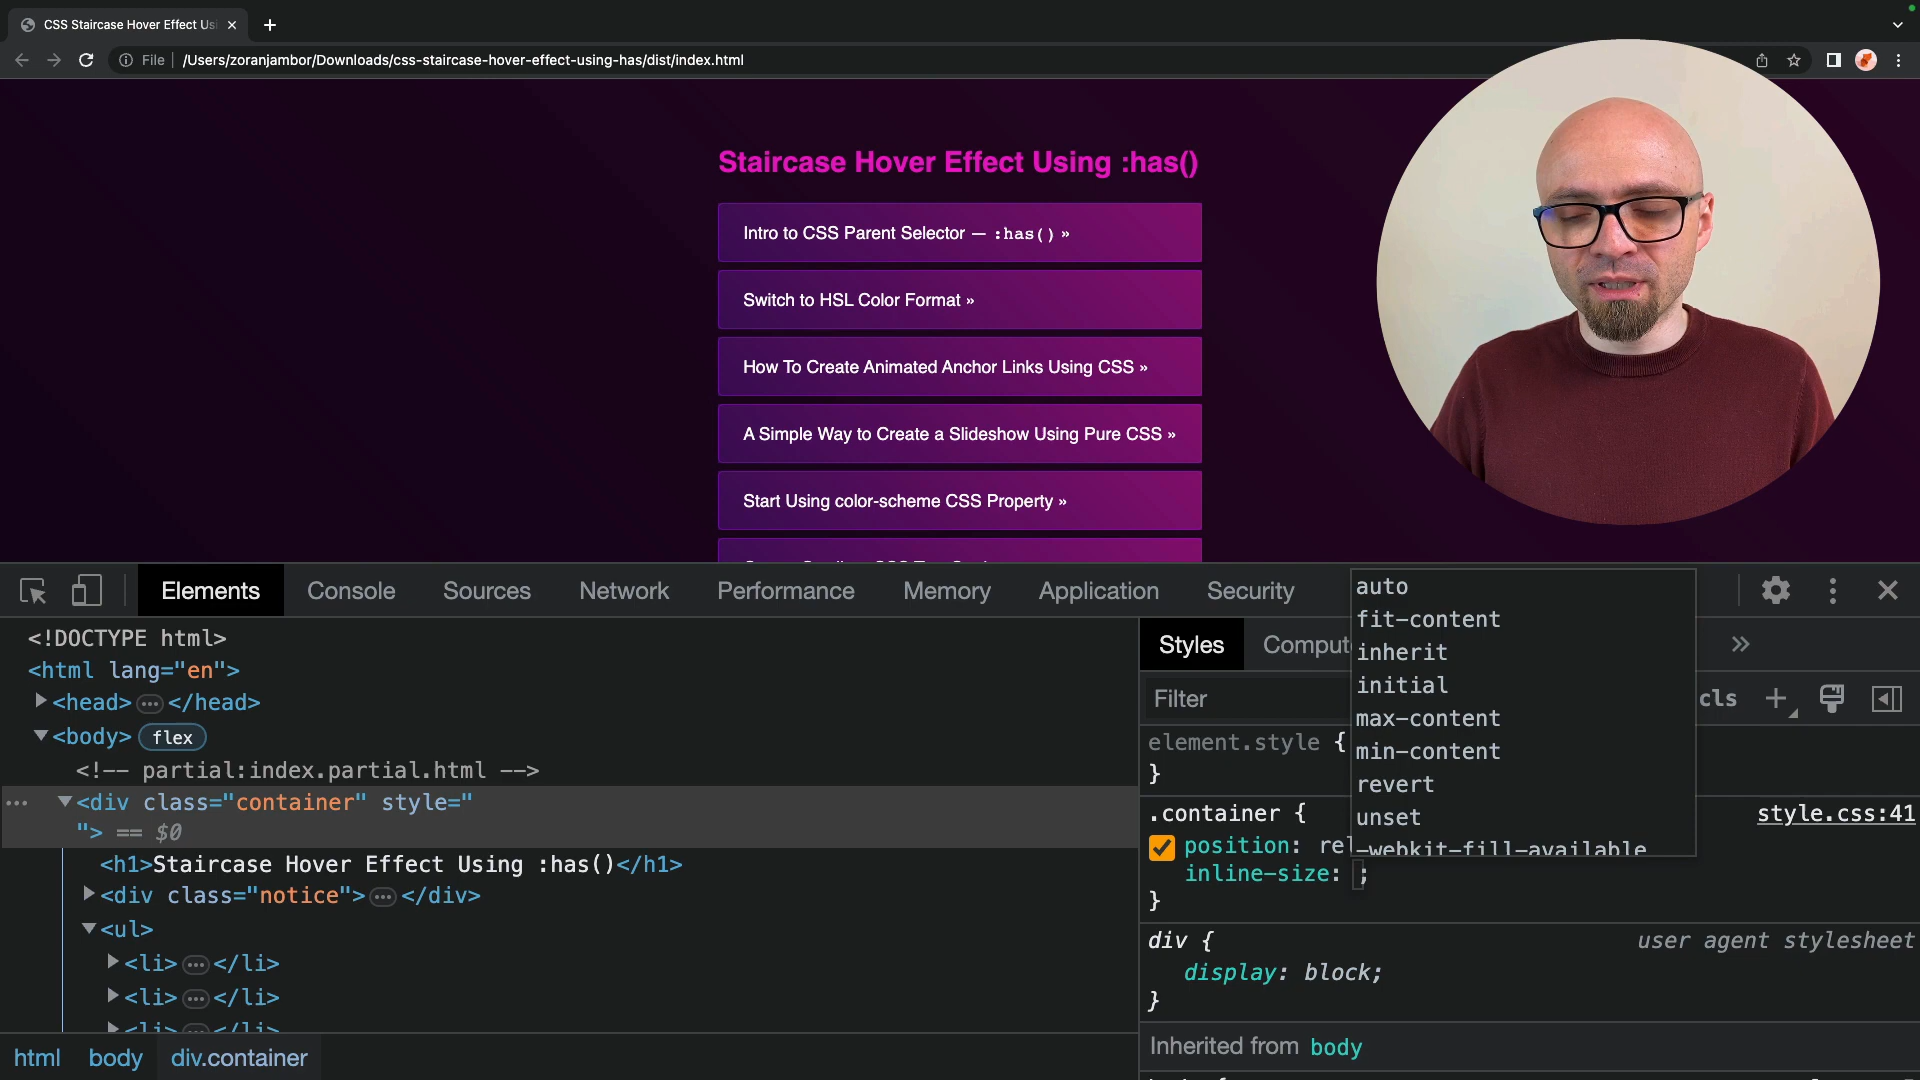 CSS Staircase Hover Effect Usi
File
/Users/zoranjambor/Downloads/css-staircase-hover-effect-using-has/dist/index.html
Staircase Hover Effect Using :has()
Intro to CSS Parent Selector — :has() »
Switch to HSL Color Format »
How To Create Animated Anchor Links Using CSS »
A Simple Way to Create a Slideshow Using Pure CSS »
Start Using color-scheme CSS Property »
Elements Console Sources Network Performance Memory Application Security
<!DOCTYPE html>
<html lang="en">
<head> … </head>
<body> flex
<!-- partial:index.partial.html -->
… <div class="container" style="
"> == $0
<h1>Staircase Hover Effect Using :has()</h1>
<div class="notice"> … </div>
<ul>
<li> … </li>
<li> … </li>
<li> … </li>
html body div.container
Styles Comput »
Filter cls +
element.style {
}
.container { style.css:41
position: rel
inline-size: ;
}
div { user agent stylesheet
display: block;
}
Inherited from body
auto
fit-content
inherit
initial
max-content
min-content
revert
unset
-webkit-fill-available